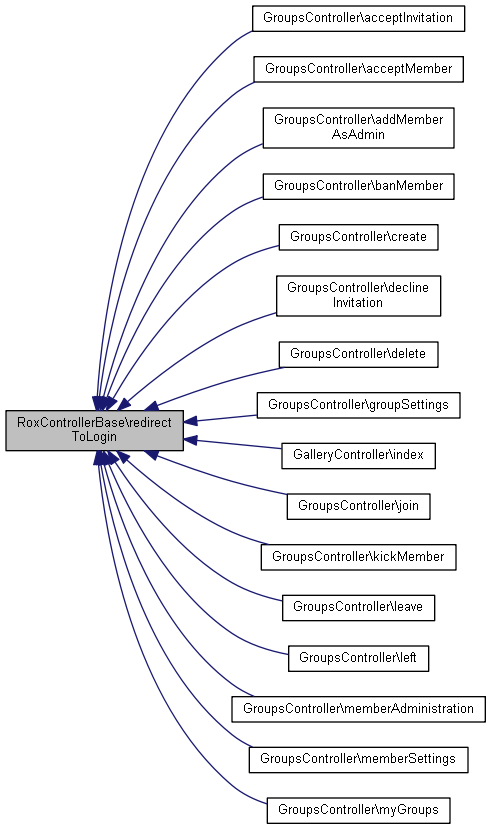 GroupsController\acceptInvitation
GroupsController\acceptMember
GroupsController\addMember
AsAdmin
GroupsController\banMember
GroupsController\create
GroupsController\decline
Invitation
GroupsController\delete
RoxControllerBase\redirect
ToLogin
GroupsController\groupSettings
GalleryController\index
GroupsController\join
GroupsController\kickMember
GroupsController\leave
GroupsController\left
GroupsController\memberAdministration
GroupsController\memberSettings
GroupsController\myGroups